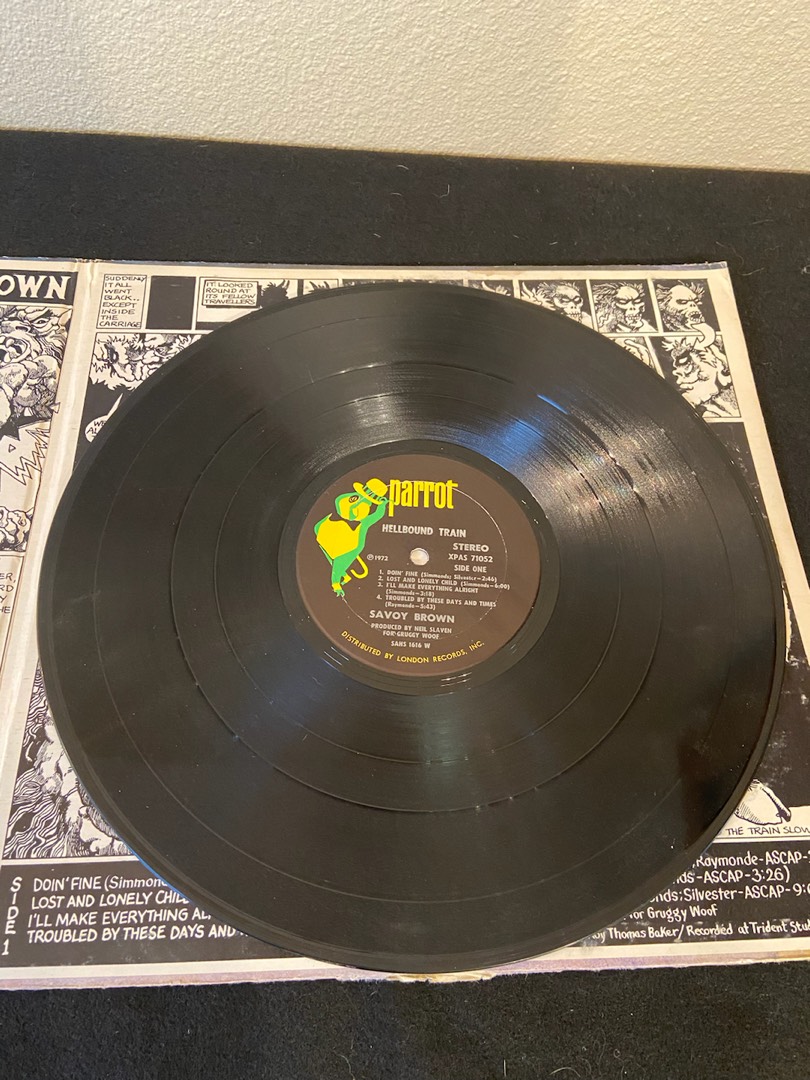 OWN
SUDDENLY
IT ALL
WENT
BLACK..
EXCEPT
INSIDE
THE
CARRIAGE
IT LOOKED
ROUND AT
ITS FELLOW
TRAVELLERS
parrot
HELLBOUND TRAIN
STEREO
℗1972
XPAS 71052
SIDE ONE
1. DOIN' FINE (Simmonds; Silvester—2:46)
2. LOST AND LONELY CHILD (Simmonds—6:00)
3. I'LL MAKE EVERYTHING ALRIGHT
(Simmonds—3:18)
4. TROUBLED BY THESE DAYS AND TIMES
(Raymonde—5:43)
SAVOY BROWN
PRODUCED BY NEIL SLAVEN
FOR GRUGGY WOOF
SAHS 1616 W
DISTRIBUTED BY LONDON RECORDS, INC.
THE TRAIN SLOW
SIDE 1
DOIN' FINE (Simmond
LOST AND LONELY CHILD
I'LL MAKE EVERYTHING AL
TROUBLED BY THESE DAYS AND
Raymonde-ASCAP-
ds-ASCAP-3:26)
onds;Silvester-ASCAP-9:0
for Gruggy Woof
by Thomas Baker/Recorded at Trident Stud